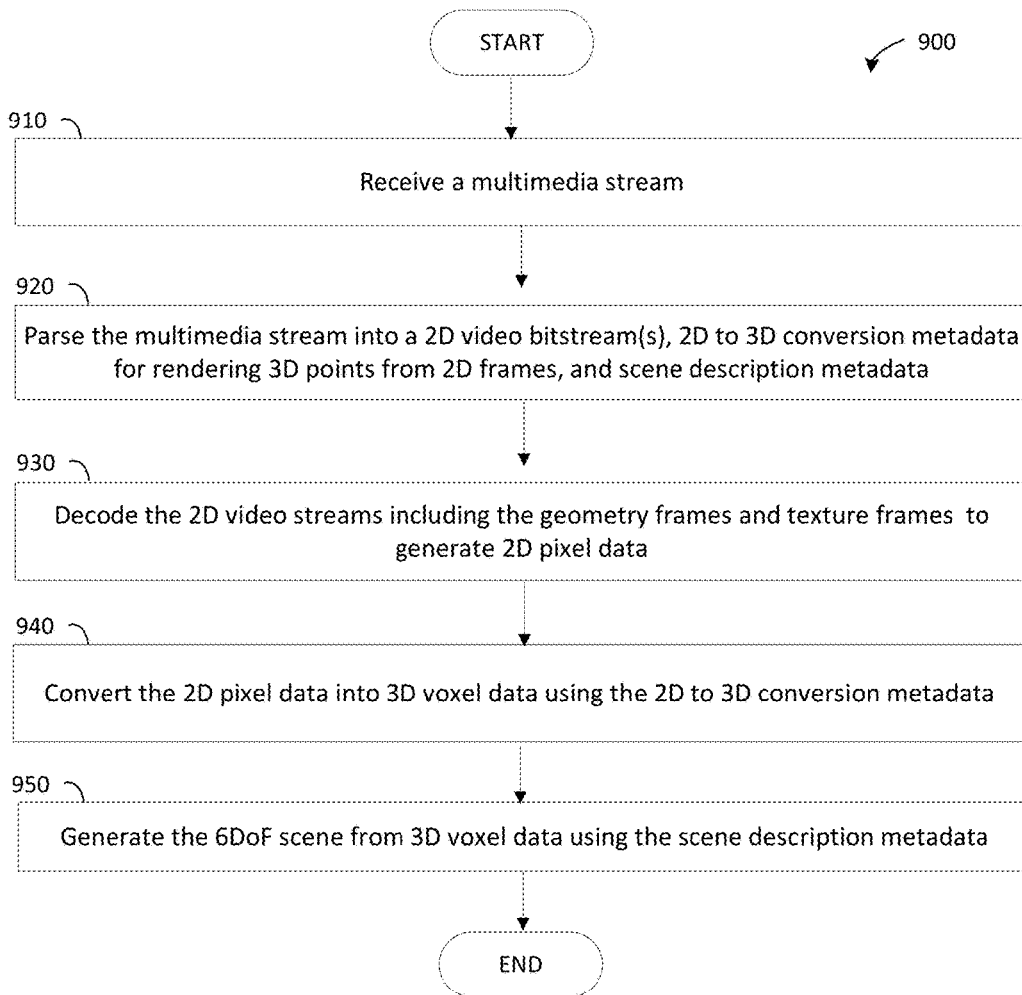 START
900
910
Receive a multimedia stream
920
Parse the multimedia stream into a 2D video bitstream(s), 2D to 3D conversion metadata
for rendering 3D points from 2D frames, and scene description metadata
930
Decode the 2D video streams including the geometry frames and texture frames to
generate 2D pixel data
940
Convert the 2D pixel data into 3D voxel data using the 2D to 3D conversion metadata
950
Generate the 6DoF scene from 3D voxel data using the scene description metadata
END